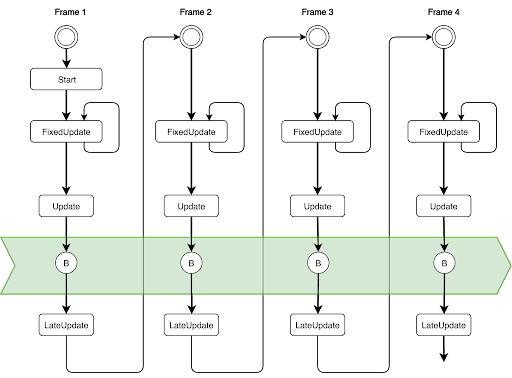 Frame 1 Frame 2 Frame 3 Frame 4
Start
FixedUpdate FixedUpdate FixedUpdate FixedUpdate
Update Update Update Update
B B B B
LateUpdate LateUpdate LateUpdate LateUpdate